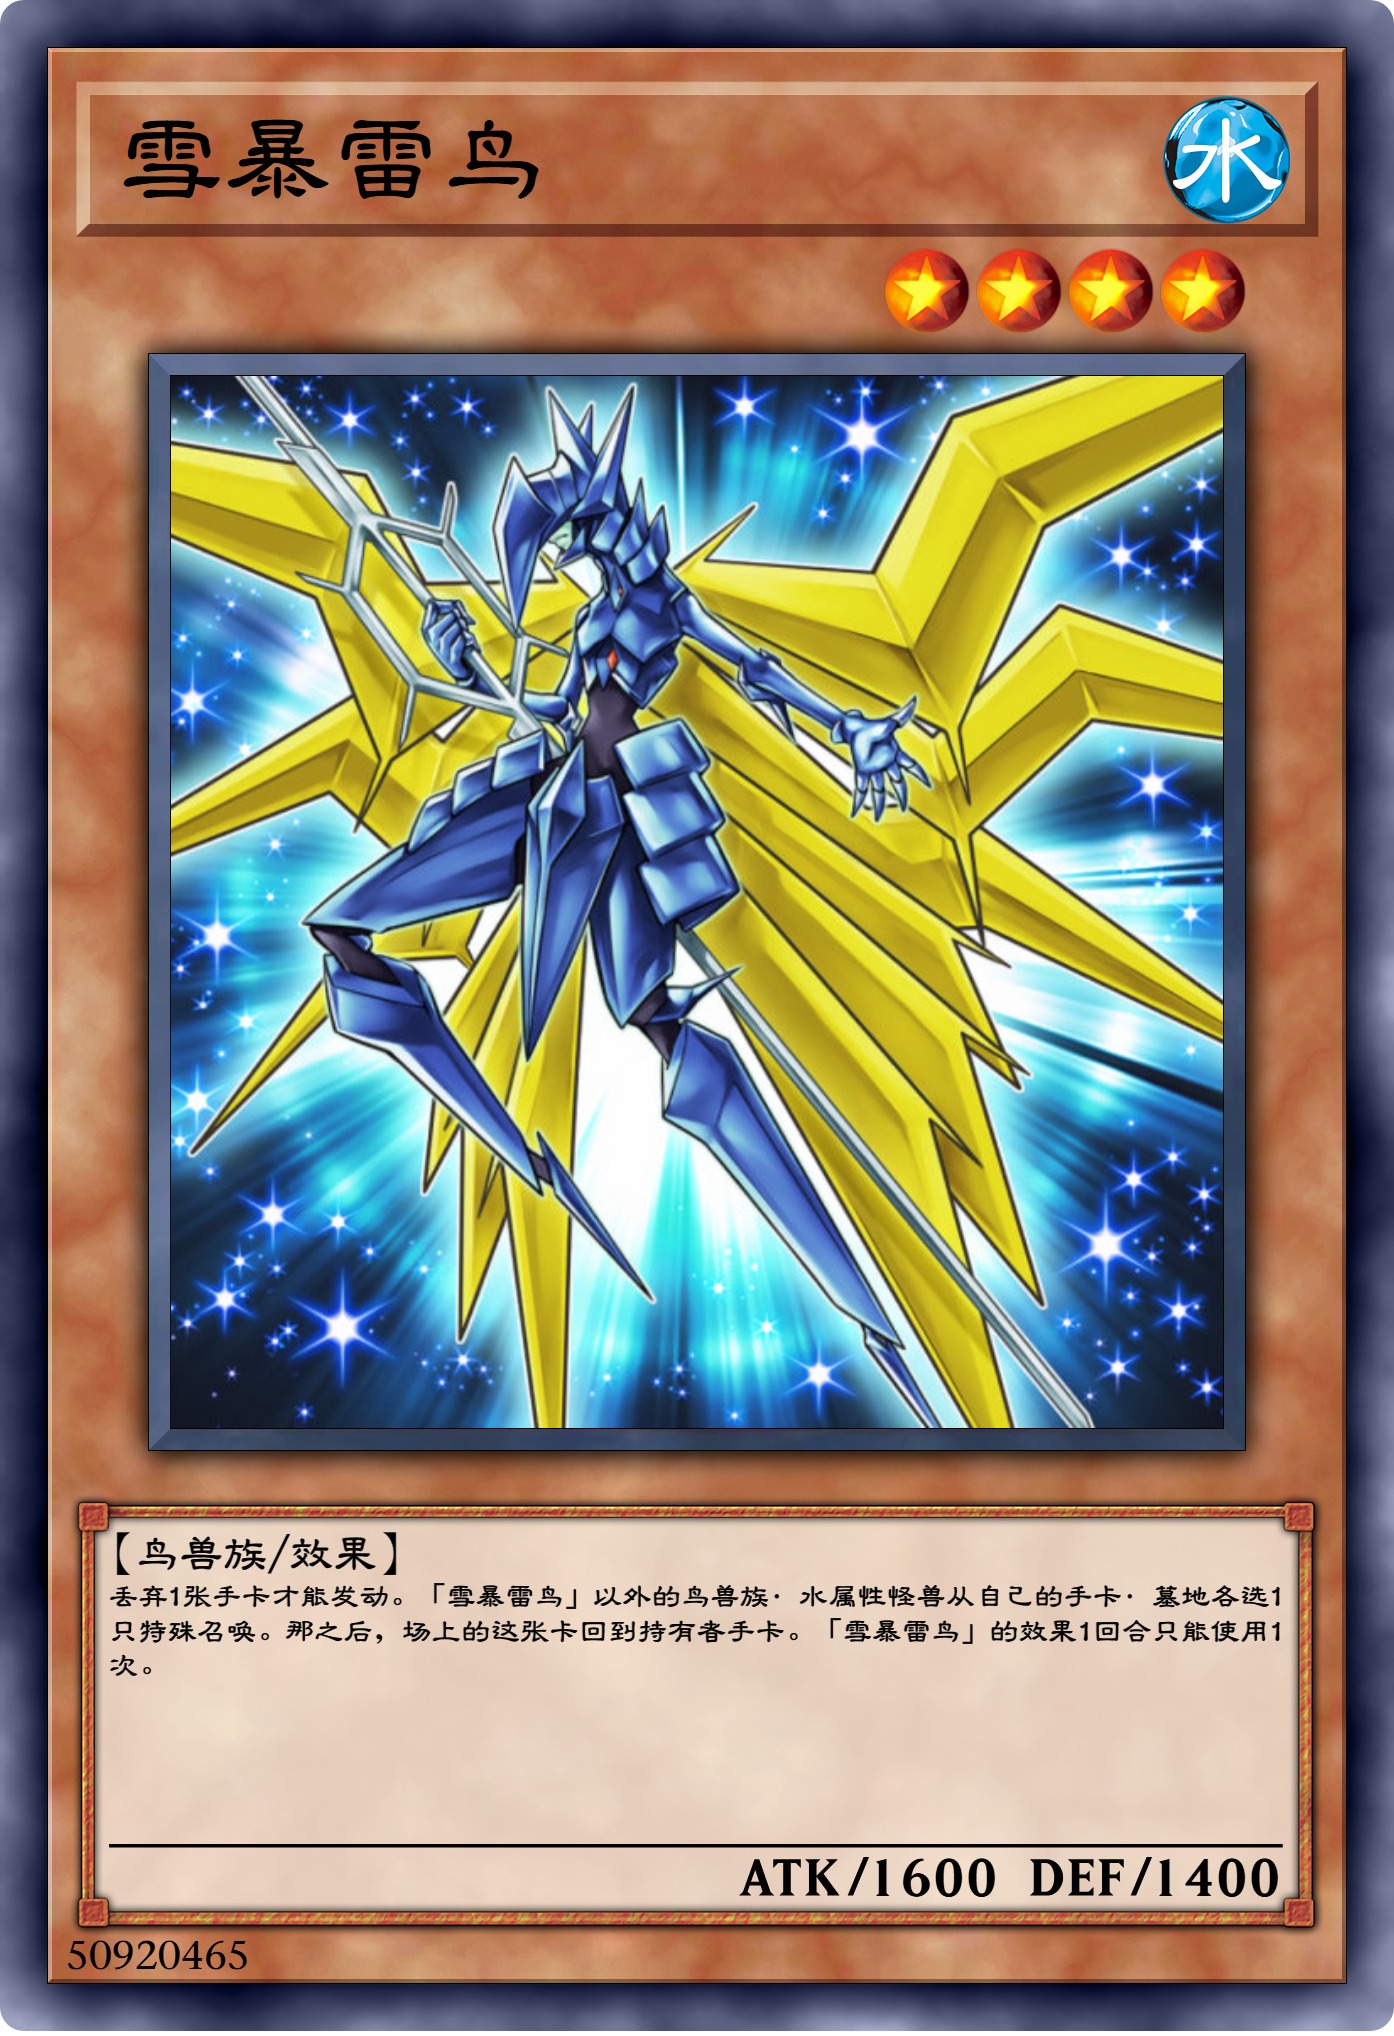 雪暴雷鸟
水
【鸟兽族/效果】
丢弃1张手卡才能发动。「雪暴雷鸟」以外的鸟兽族·水属性怪兽从自己的手卡·墓地各选1
只特殊召唤。那之后，场上的这张卡回到持有者手卡。「雪暴雷鸟」的效果1回合只能使用1
次。
ATK/1600 DEF/1400
50920465